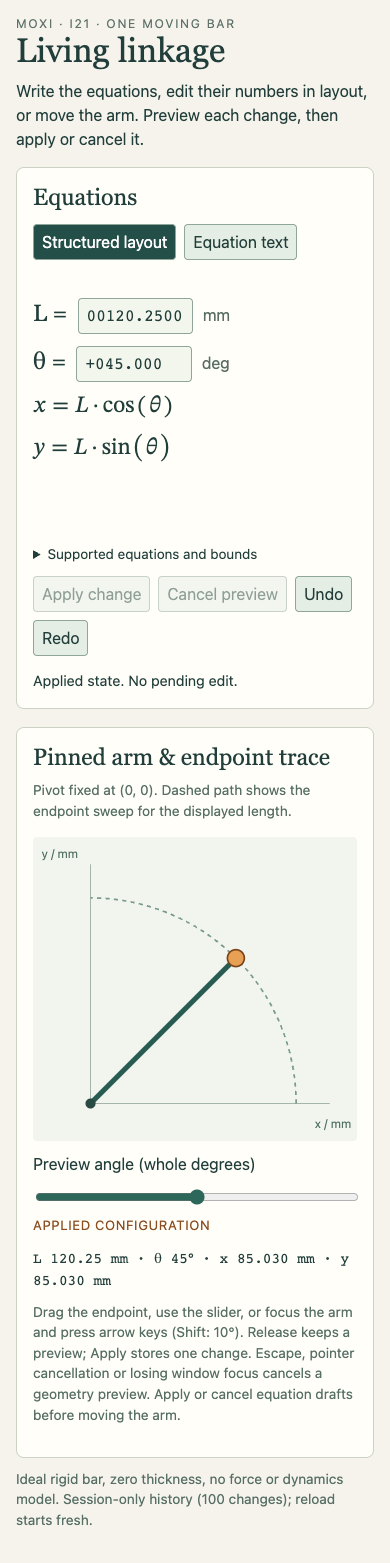 MOXI · I21 · ONE MOVING BAR
Living linkage
Write the equations, edit their numbers in layout,
or move the arm. Preview each change, then
apply or cancel it.
Equations
Structured layout
Equation text
L = 00120.2500 mm
θ = +045.000 deg
x = L · cos(θ)
y = L · sin(θ)
▶ Supported equations and bounds
Apply change
Cancel preview
Undo
Redo
Applied state. No pending edit.
Pinned arm & endpoint trace
Pivot fixed at (0, 0). Dashed path shows the
endpoint sweep for the displayed length.
y / mm
x / mm
Preview angle (whole degrees)
APPLIED CONFIGURATION
L 120.25 mm · θ 45° · x 85.030 mm · y
85.030 mm
Drag the endpoint, use the slider, or focus the arm
and press arrow keys (Shift: 10°). Release keeps a
preview; Apply stores one change. Escape, pointer
cancellation or losing window focus cancels a
geometry preview. Apply or cancel equation drafts
before moving the arm.
Ideal rigid bar, zero thickness, no force or dynamics
model. Session-only history (100 changes); reload
starts fresh.